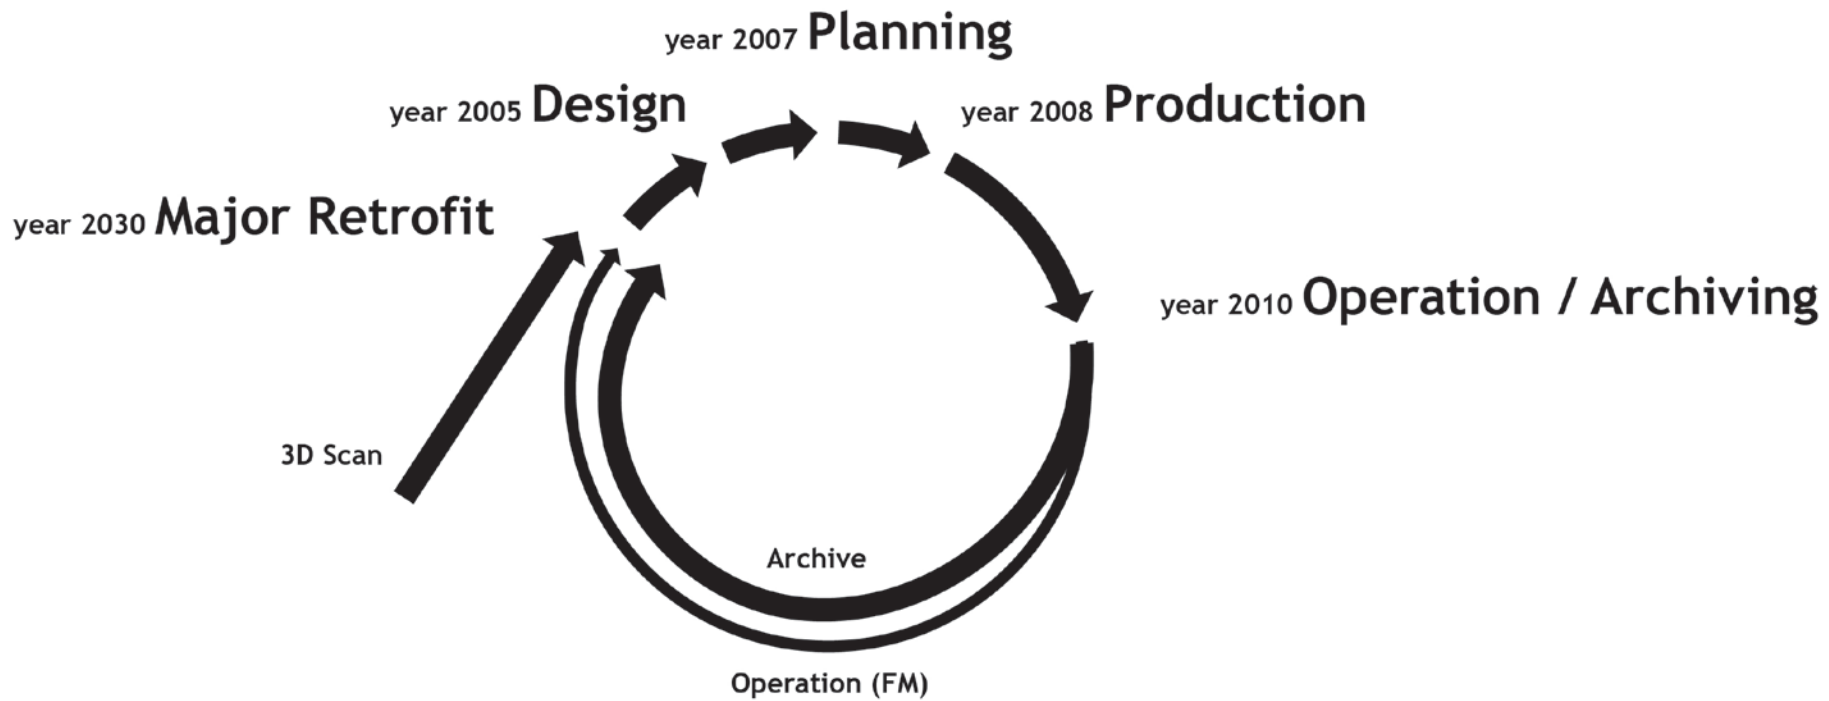 year 2007 Planning
year 2005 Design
year 2008 Production
year 2030 Major Retrofit
year 2010 Operation / Archiving
3D Scan
Archive
Operation (FM)